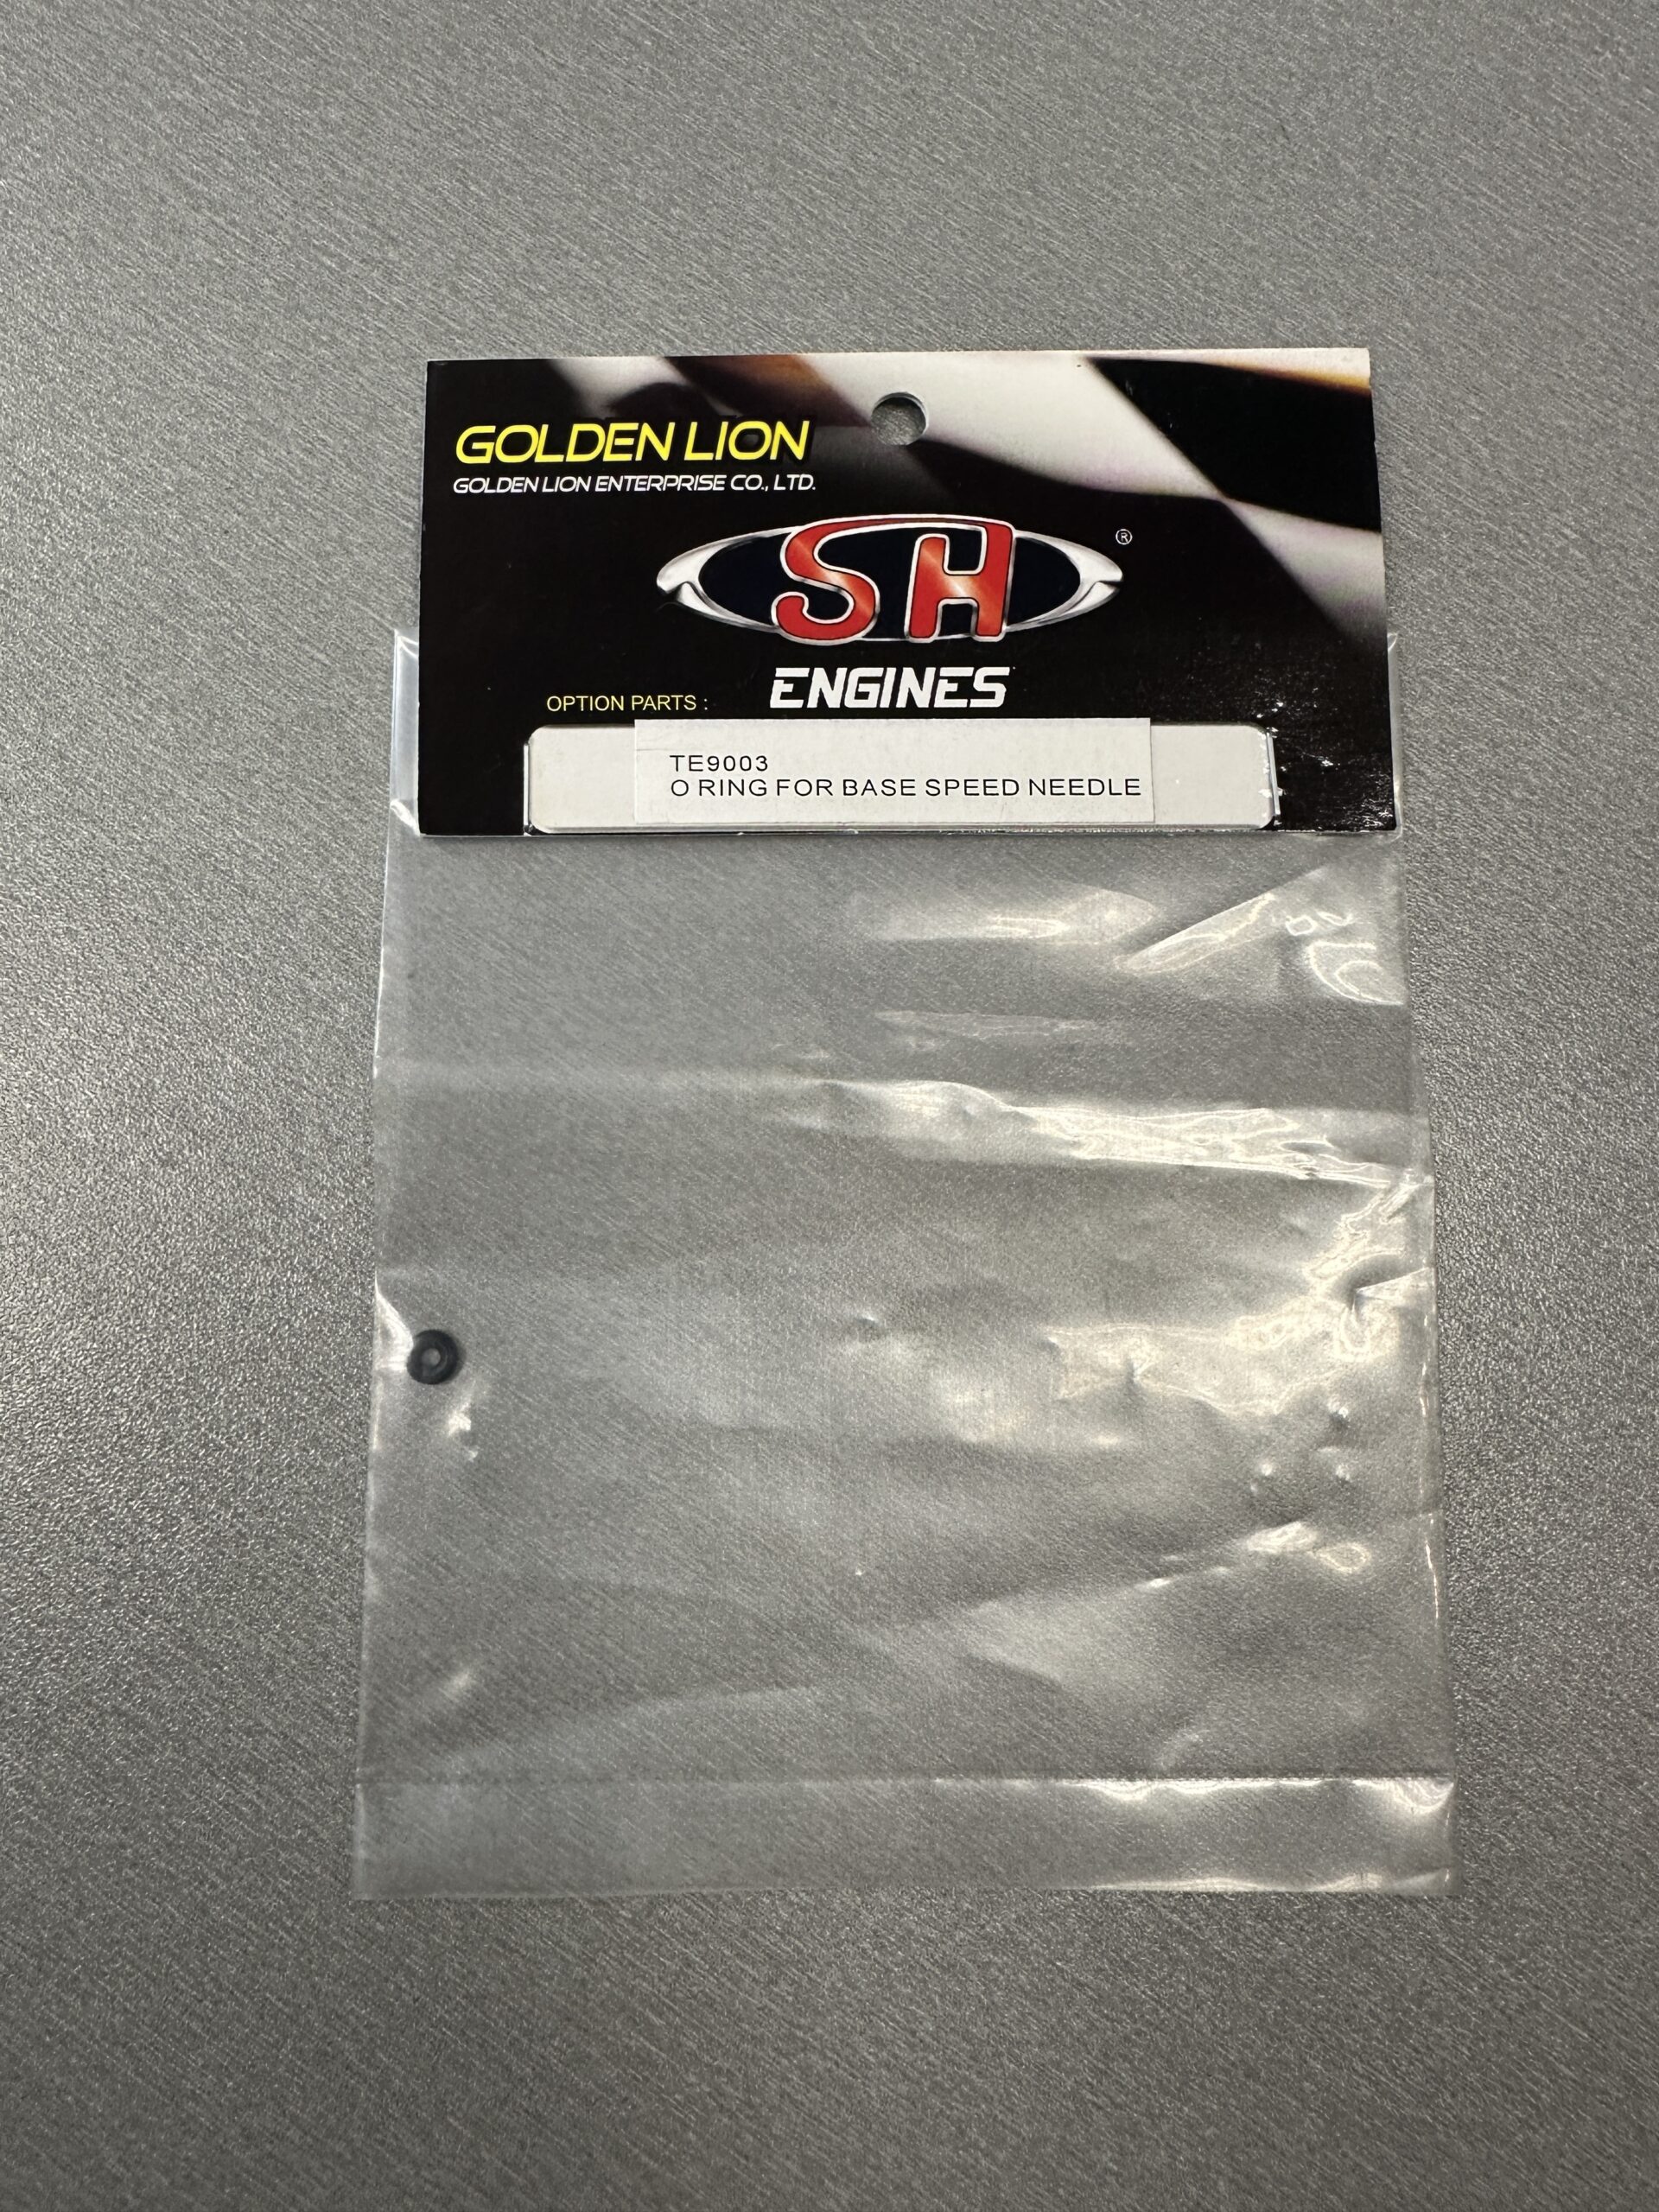 GOLDEN LION
GOLDEN LION ENTERPRISE CO., LTD.
SH ®
ENGINES
OPTION PARTS :
TE9003
O RING FOR BASE SPEED NEEDLE